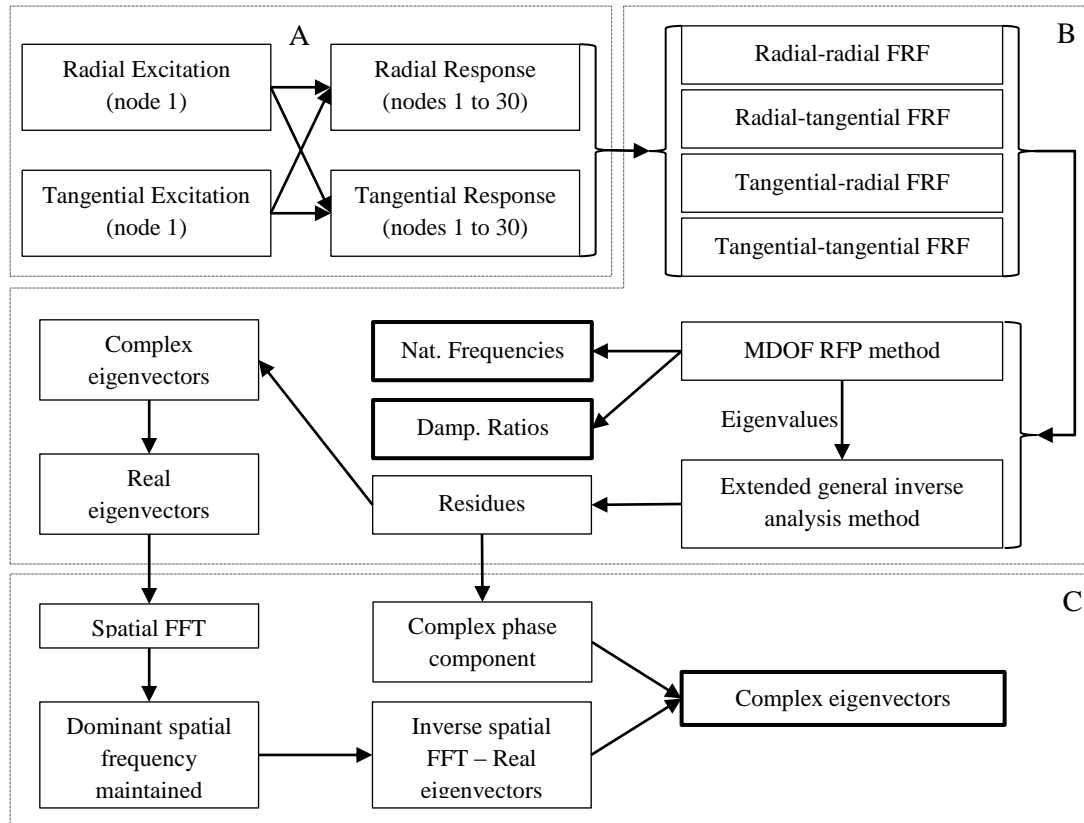 A
Radial Excitation
(node 1)
Radial Response
(nodes 1 to 30)
Tangential Excitation
(node 1)
Tangential Response
(nodes 1 to 30)
B
Radial-radial FRF
Radial-tangential FRF
Tangential-radial FRF
Tangential-tangential FRF
MDOF RFP method
Eigenvalues
Extended general inverse
analysis method
Nat. Frequencies
Damp. Ratios
Residues
Complex
eigenvectors
Real
eigenvectors
C
Spatial FFT
Dominant spatial
frequency
maintained
Complex phase
component
Inverse spatial
FFT – Real
eigenvectors
Complex eigenvectors